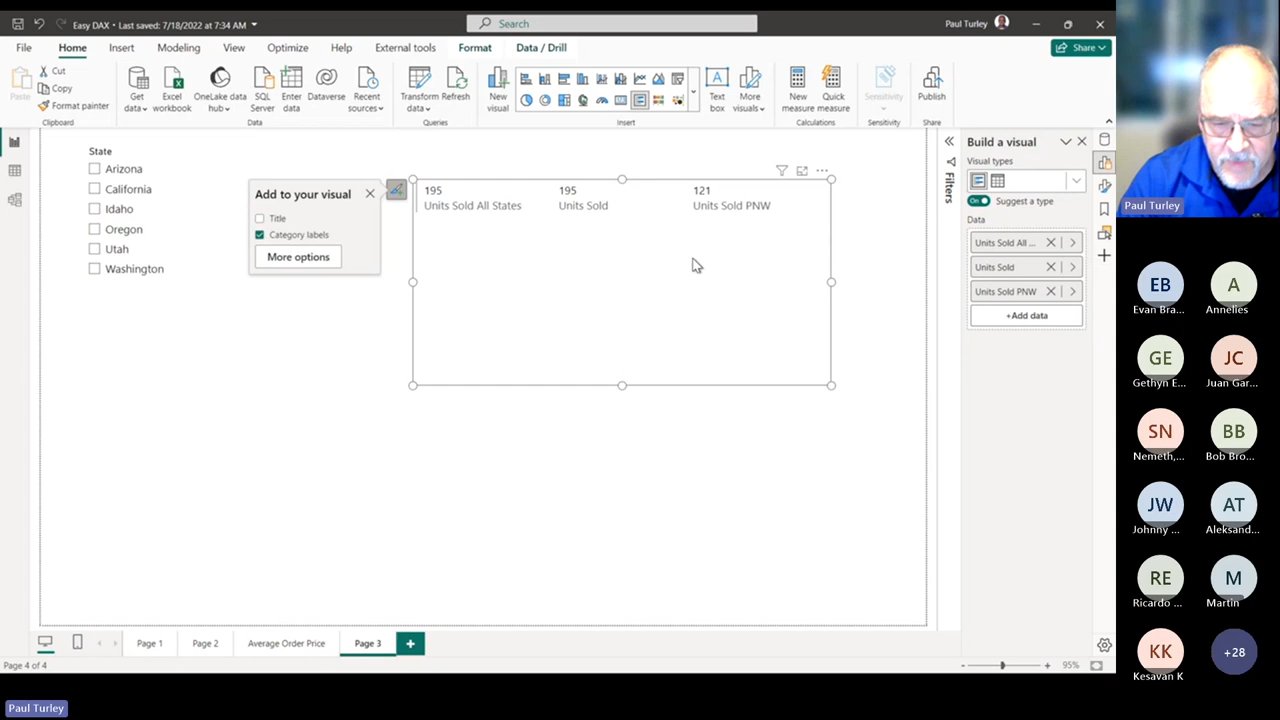 Easy DAX • Last saved: 7/18/2022 at 7:34 AM
Search
Paul Turley
File
Home
Insert
Modeling
View
Optimize
Help
External tools
Format
Data / Drill
Share
Paste
Cut
Copy
Format painter
Clipboard
Get data
Excel workbook
OneLake data hub
SQL Server
Enter data
Dataverse
Recent sources
Data
Transform data
Refresh
Queries
New visual
Text box
More visuals
Insert
New measure
Quick measure
Calculations
Sensitivity
Sensitivity
Publish
Share
State
Arizona
California
Idaho
Oregon
Utah
Washington
Add to your visual
Title
Category labels
More options
195
Units Sold All States
195
Units Sold
121
Units Sold PNW
Filters
Build a visual
Visual types
On
Suggest a type
Data
Units Sold All ...
Units Sold
Units Sold PNW
+Add data
Page 1
Page 2
Average Order Price
Page 3
Page 4 of 4
95%
Paul Turley
EB
Evan Bra...
A
Annelies
GE
Gethyn E...
JC
Juan Gar...
SN
Nemeth,...
BB
Bob Bro...
JW
Johnny ...
AT
Aleksand...
RE
Ricardo ...
M
Martin
KK
Kesavan K
+28
Paul Turley